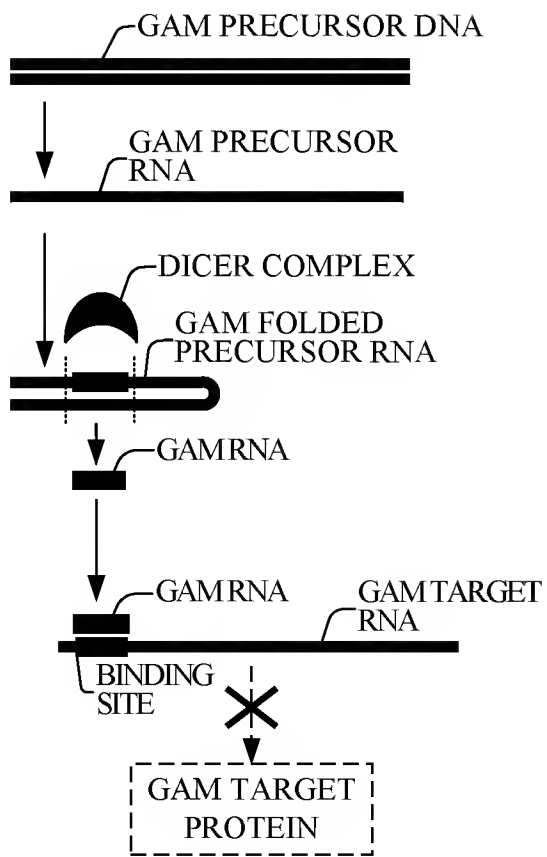 GAM PRECURSOR DNA
GAM PRECURSOR
RNA
DICER COMPLEX
GAM FOLDED
PRECURSOR RNA
GAM RNA
GAM RNA
GAM TARGET
RNA
BINDING
SITE
GAM TARGET
PROTEIN